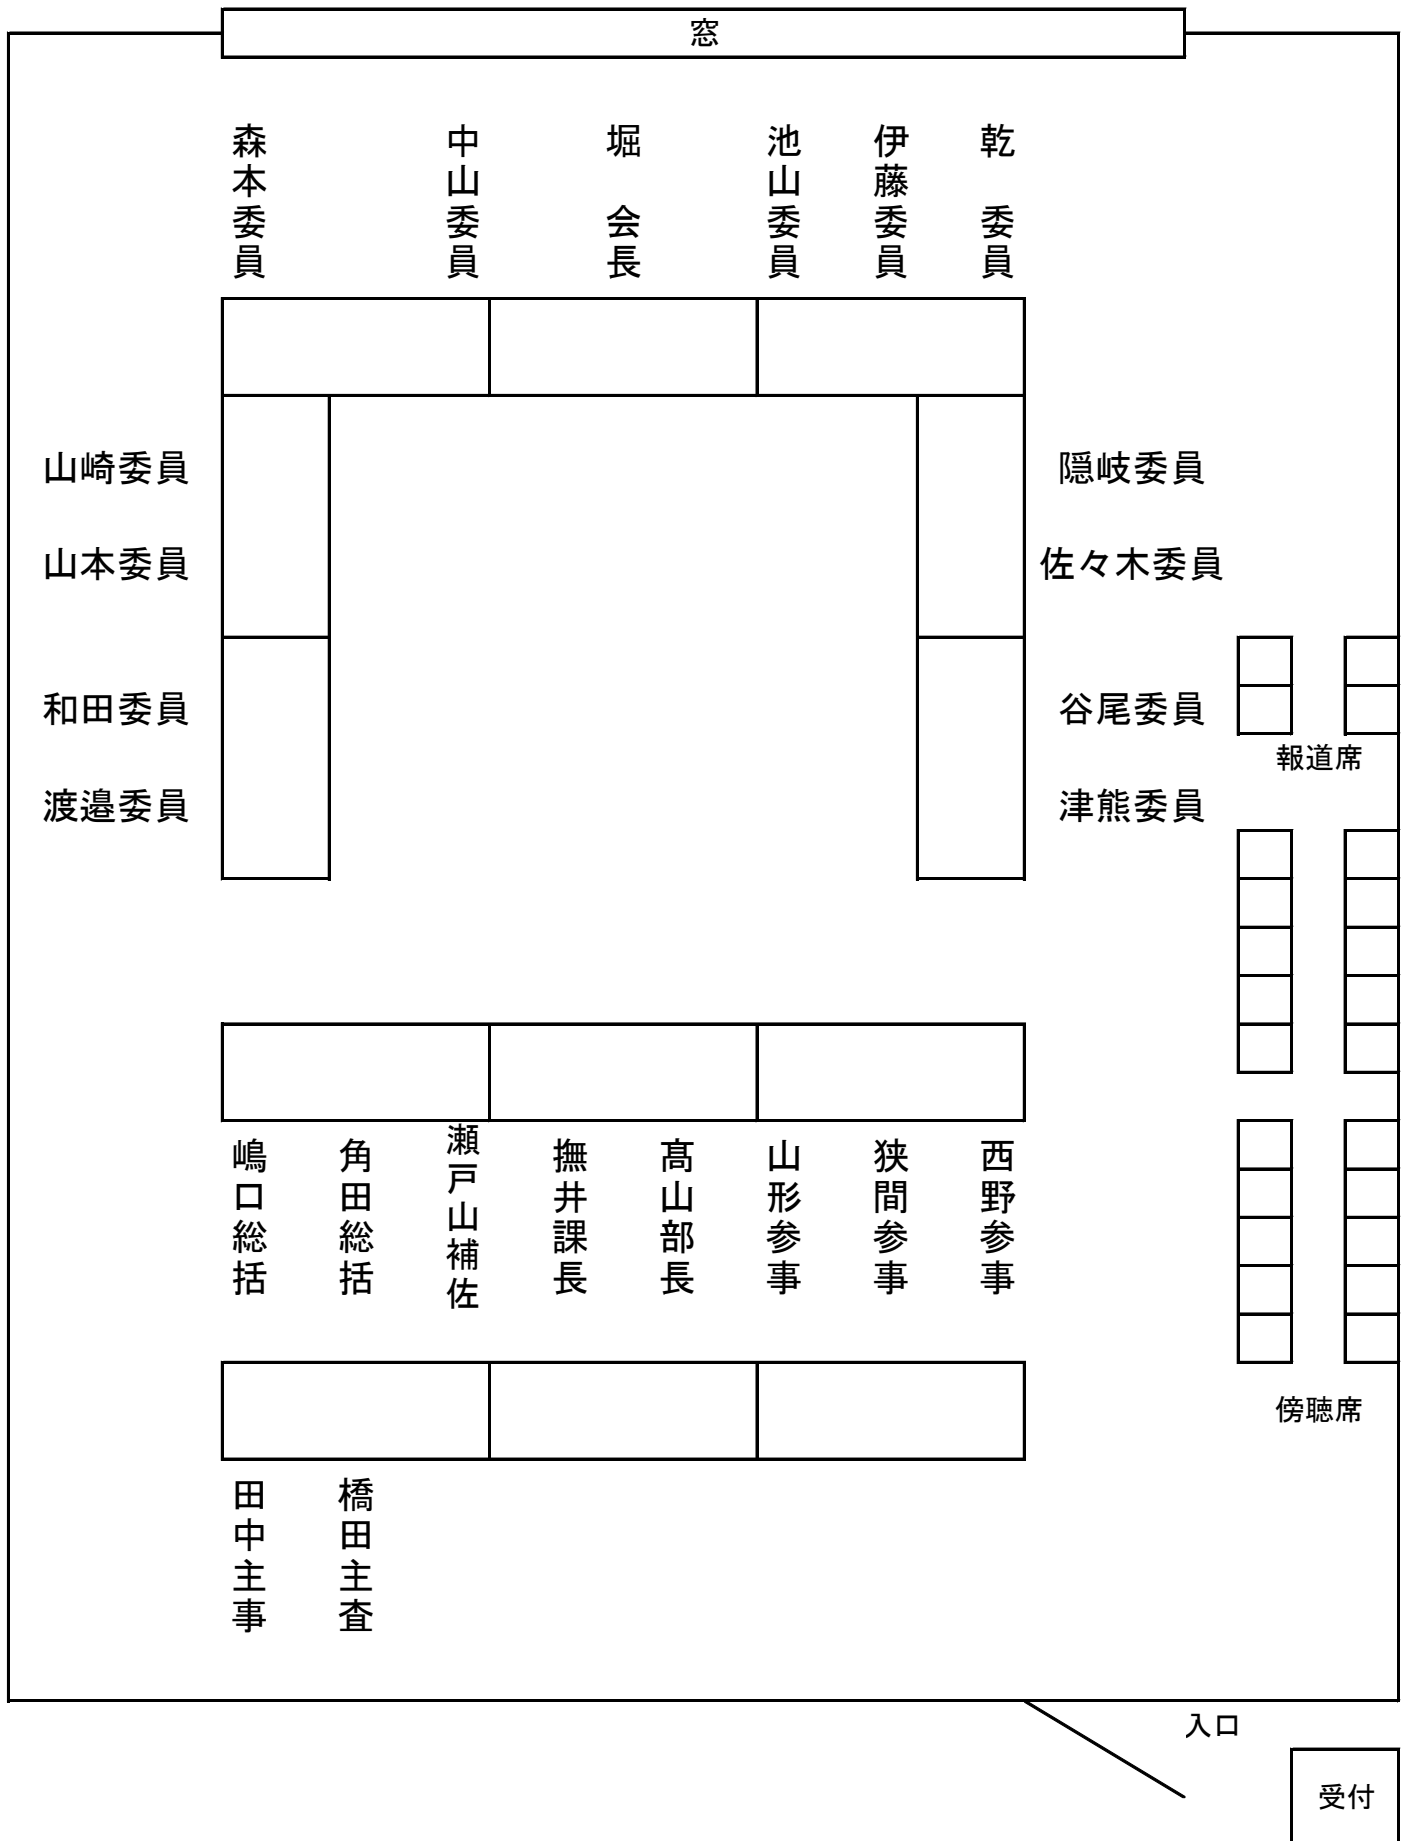 窓
森本委員
中山委員
堀　会長
池山委員
伊藤委員
乾　委員
山崎委員
隠岐委員
山本委員
佐々木委員
和田委員
谷尾委員
報道席
渡邉委員
津熊委員
嶋口総括
角田総括
瀬戸山補佐
撫井課長
髙山部長
山形参事
狭間参事
西野参事
傍聴席
田中主事
橋田主査
入口
受付